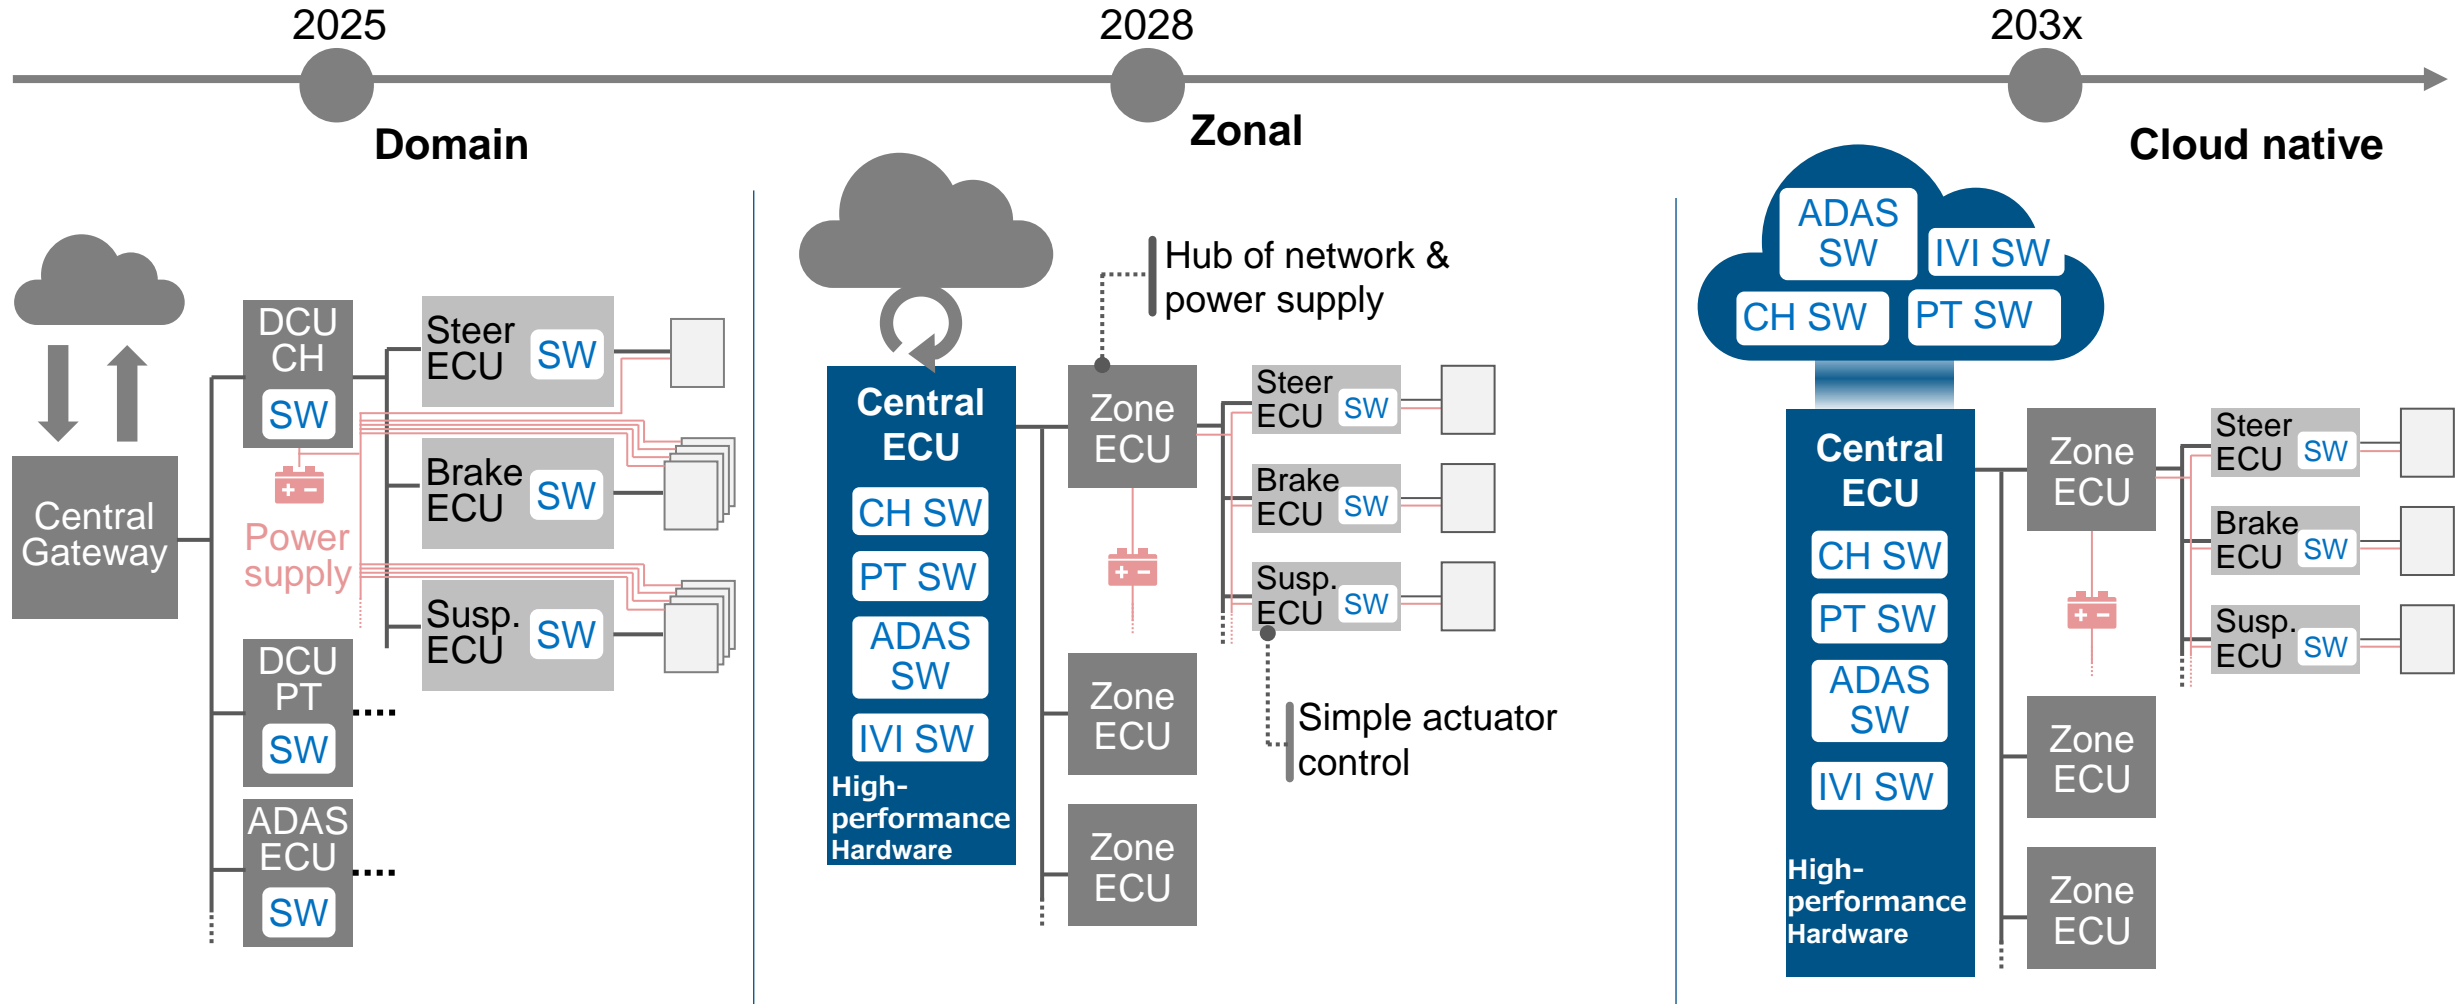 2025
2028
203x
Domain
Zonal
Cloud native
Central
Gateway
DCU
CH
SW
Power
supply
Steer
ECU
SW
Brake
ECU
SW
Susp.
ECU
SW
DCU
PT
SW
ADAS
ECU
SW
Hub of network &
power supply
Central
ECU
CH SW
PT SW
ADAS
SW
IVI SW
High-
performance
Hardware
Zone
ECU
Steer
ECU
SW
Brake
ECU
SW
Susp.
ECU
SW
Simple actuator
control
Zone
ECU
Zone
ECU
ADAS
SW
IVI SW
CH SW
PT SW
Central
ECU
CH SW
PT SW
ADAS
SW
IVI SW
High-
performance
Hardware
Zone
ECU
Steer
ECU
SW
Brake
ECU
SW
Susp.
ECU
SW
Zone
ECU
Zone
ECU